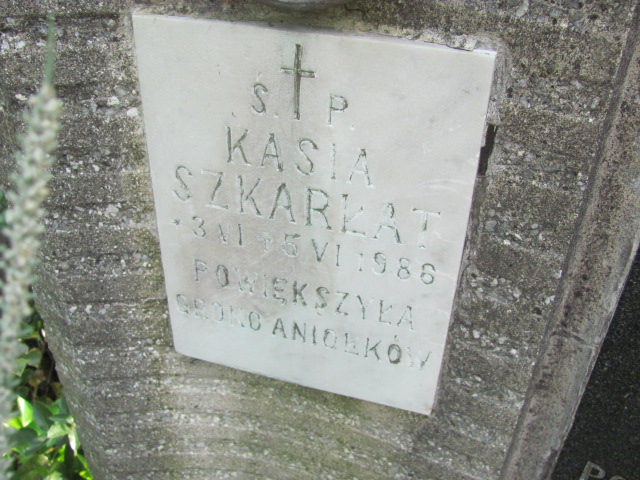 Ś. P.
KASIA
SZKARŁAT
*3 VI †5 VI 1986
POWIĘKSZYŁA
GRONO ANIOŁKÓW